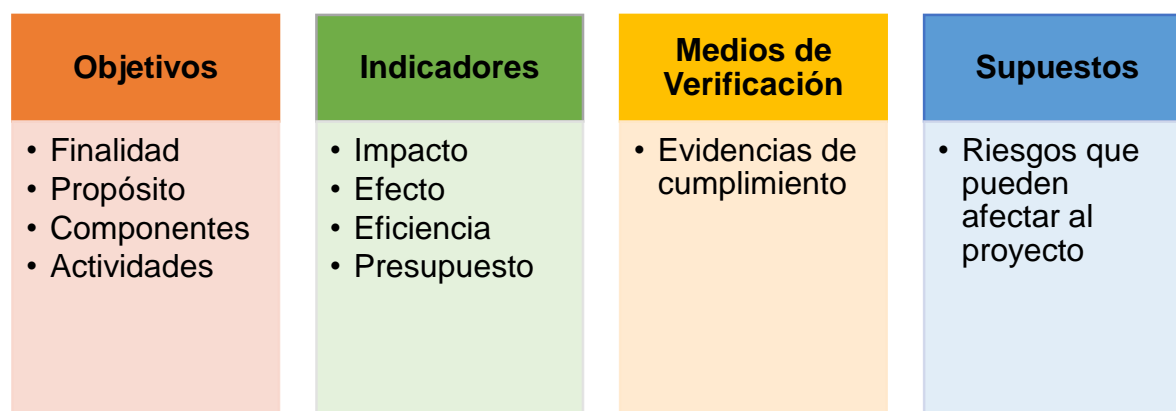 Objetivos
• Finalidad
• Propósito
• Componentes
• Actividades
Indicadores
• Impacto
• Efecto
• Eficiencia
• Presupuesto
Medios de
Verificación
• Evidencias de
cumplimiento
Supuestos
• Riesgos que
pueden
afectar al
proyecto